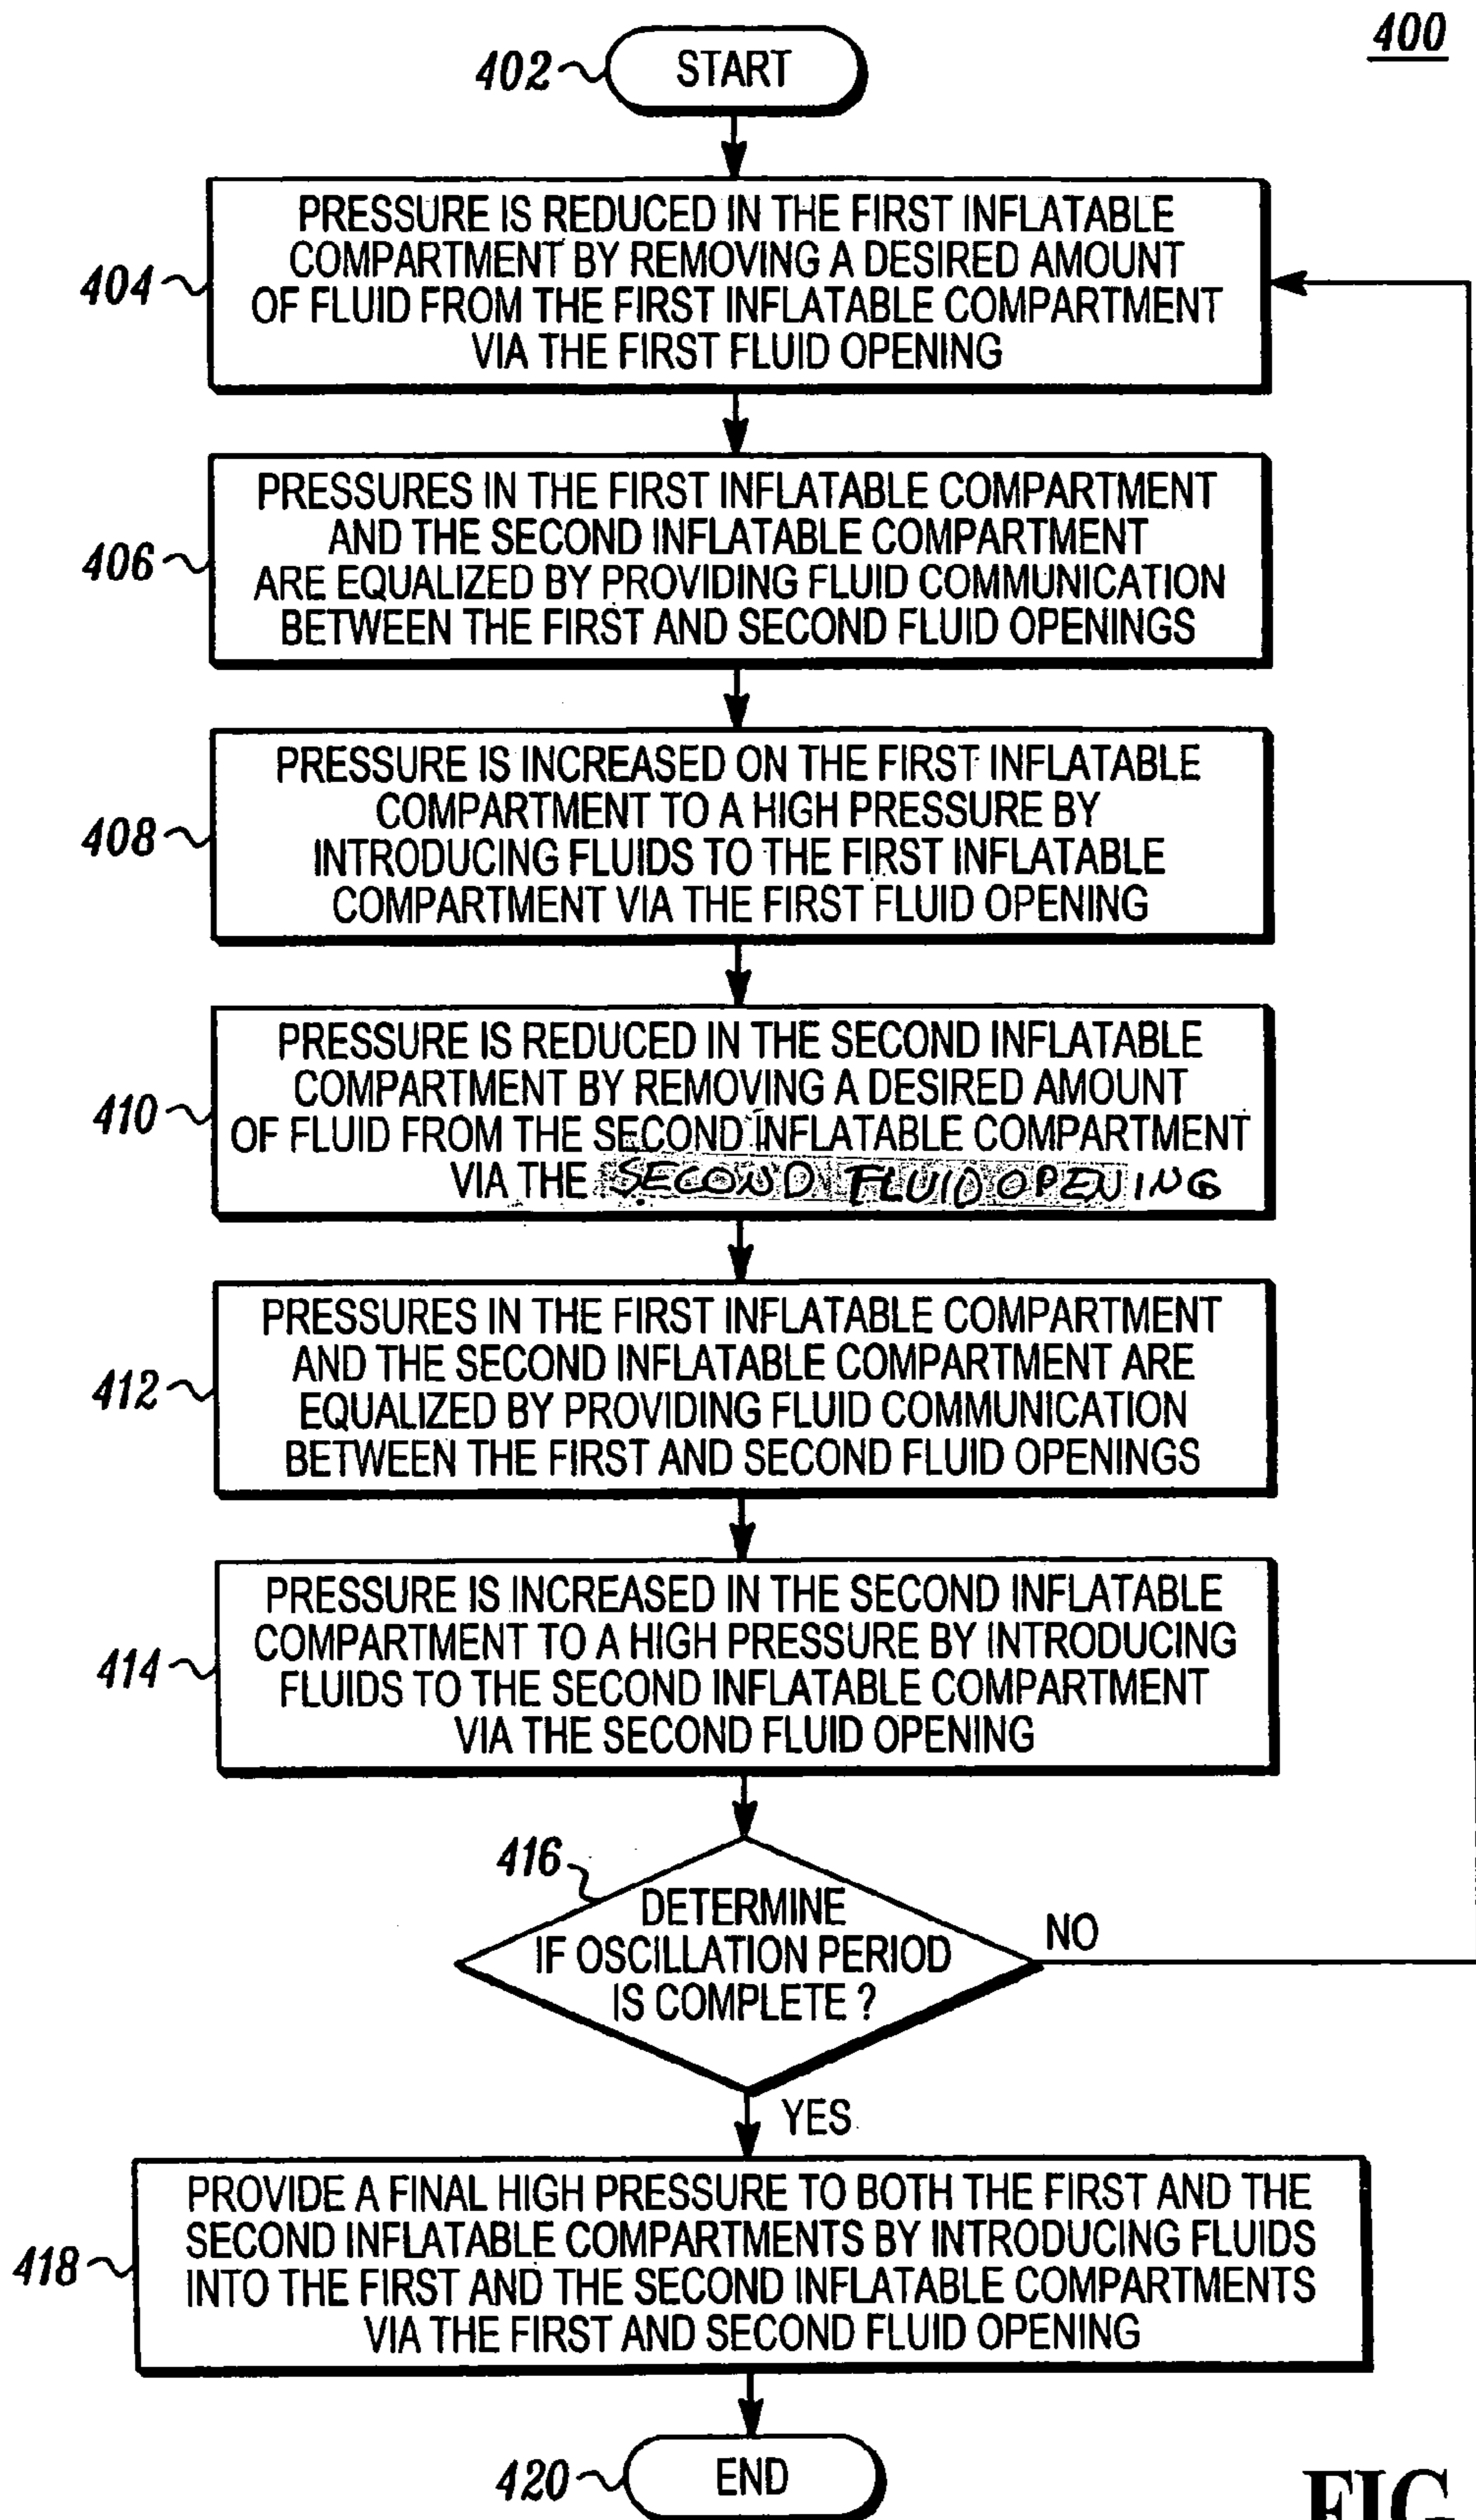 400
402
START
404
PRESSURE IS REDUCED IN THE FIRST INFLATABLE
COMPARTMENT BY REMOVING A DESIRED AMOUNT
OF FLUID FROM THE FIRST INFLATABLE COMPARTMENT
VIA THE FIRST FLUID OPENING
406
PRESSURES IN THE FIRST INFLATABLE COMPARTMENT
AND THE SECOND INFLATABLE COMPARTMENT
ARE EQUALIZED BY PROVIDING FLUID COMMUNICATION
BETWEEN THE FIRST AND SECOND FLUID OPENINGS
408
PRESSURE IS INCREASED ON THE FIRST INFLATABLE
COMPARTMENT TO A HIGH PRESSURE BY
INTRODUCING FLUIDS TO THE FIRST INFLATABLE
COMPARTMENT VIA THE FIRST FLUID OPENING
410
PRESSURE IS REDUCED IN THE SECOND INFLATABLE
COMPARTMENT BY REMOVING A DESIRED AMOUNT
OF FLUID FROM THE SECOND INFLATABLE COMPARTMENT
VIA THE SECOND FLUID OPENING
412
PRESSURES IN THE FIRST INFLATABLE COMPARTMENT
AND THE SECOND INFLATABLE COMPARTMENT ARE
EQUALIZED BY PROVIDING FLUID COMMUNICATION
BETWEEN THE FIRST AND SECOND FLUID OPENINGS
414
PRESSURE IS INCREASED IN THE SECOND INFLATABLE
COMPARTMENT TO A HIGH PRESSURE BY INTRODUCING
FLUIDS TO THE SECOND INFLATABLE COMPARTMENT
VIA THE SECOND FLUID OPENING
416
DETERMINE
IF OSCILLATION PERIOD
IS COMPLETE ?
NO
YES
418
PROVIDE A FINAL HIGH PRESSURE TO BOTH THE FIRST AND THE
SECOND INFLATABLE COMPARTMENTS BY INTRODUCING FLUIDS
INTO THE FIRST AND THE SECOND INFLATABLE COMPARTMENTS
VIA THE FIRST AND SECOND FLUID OPENING
420
END
FIG